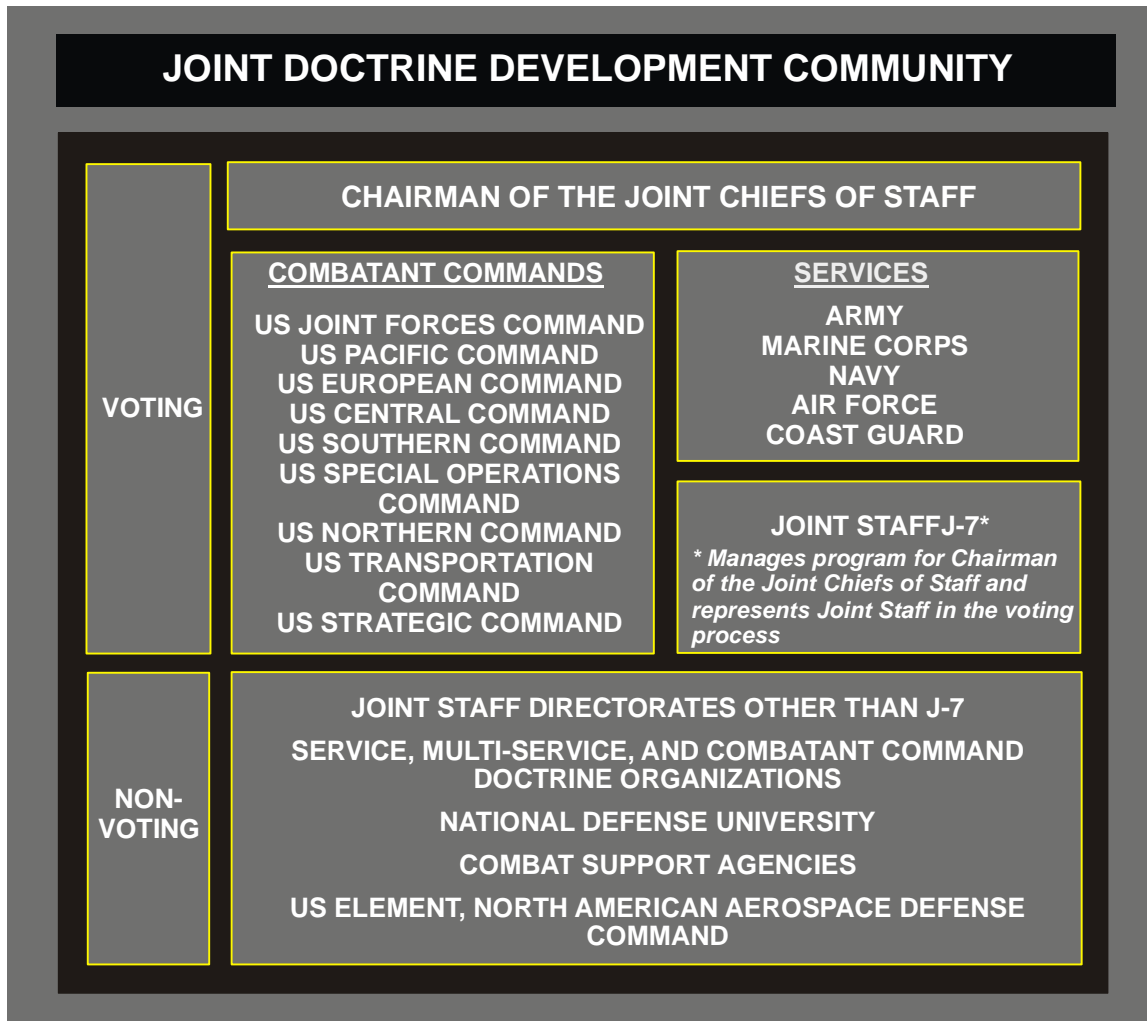 JOINT DOCTRINE DEVELOPMENT COMMUNITY
VOTING
CHAIRMAN OF THE JOINT CHIEFS OF STAFF
COMBATANT COMMANDS
US JOINT FORCES COMMAND
US PACIFIC COMMAND
US EUROPEAN COMMAND
US CENTRAL COMMAND
US SOUTHERN COMMAND
US SPECIAL OPERATIONS
COMMAND
US NORTHERN COMMAND
US TRANSPORTATION
COMMAND
US STRATEGIC COMMAND
SERVICES
ARMY
MARINE CORPS
NAVY
AIR FORCE
COAST GUARD
JOINT STAFFJ-7*
* Manages program for Chairman
of the Joint Chiefs of Staff and
represents Joint Staff in the voting
process
NON-
VOTING
JOINT STAFF DIRECTORATES OTHER THAN J-7
SERVICE, MULTI-SERVICE, AND COMBATANT COMMAND
DOCTRINE ORGANIZATIONS
NATIONAL DEFENSE UNIVERSITY
COMBAT SUPPORT AGENCIES
US ELEMENT, NORTH AMERICAN AEROSPACE DEFENSE
COMMAND